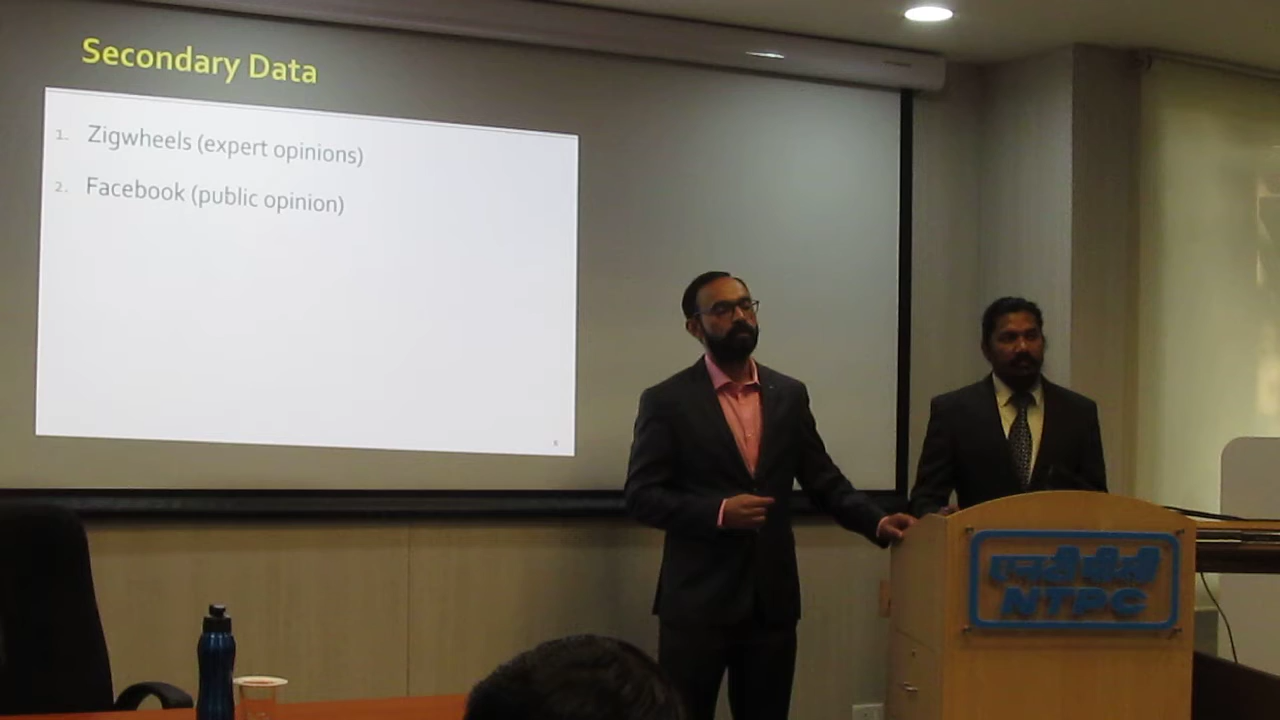 Secondary Data
1. Zigwheels (expert opinions)
2. Facebook (public opinion)
एनटीपीसी
NTPC